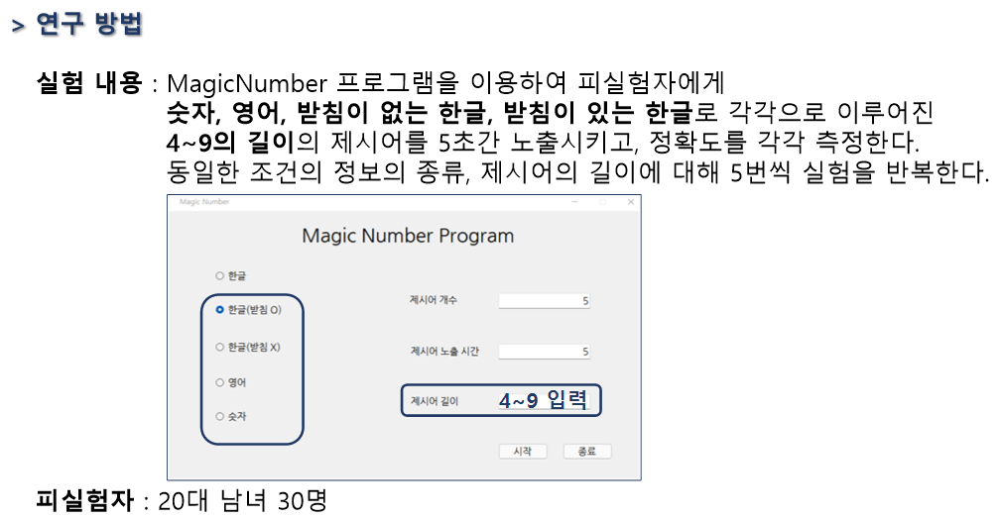 > 연구 방법
실험 내용 : MagicNumber 프로그램을 이용하여 피실험자에게
숫자, 영어, 받침이 없는 한글, 받침이 있는 한글로 각각으로 이루어진
4~9의 길이의 제시어를 5초간 노출시키고, 정확도를 각각 측정한다.
동일한 조건의 정보의 종류, 제시어의 길이에 대해 5번씩 실험을 반복한다.
Magic Number
Magic Number Program
한글
한글(받침 O)
제시어 개수 5
한글(받침 X)
제시어 노출 시간 5
영어
제시어 길이 4~9 입력
숫자
시작 종료
피실험자 : 20대 남녀 30명